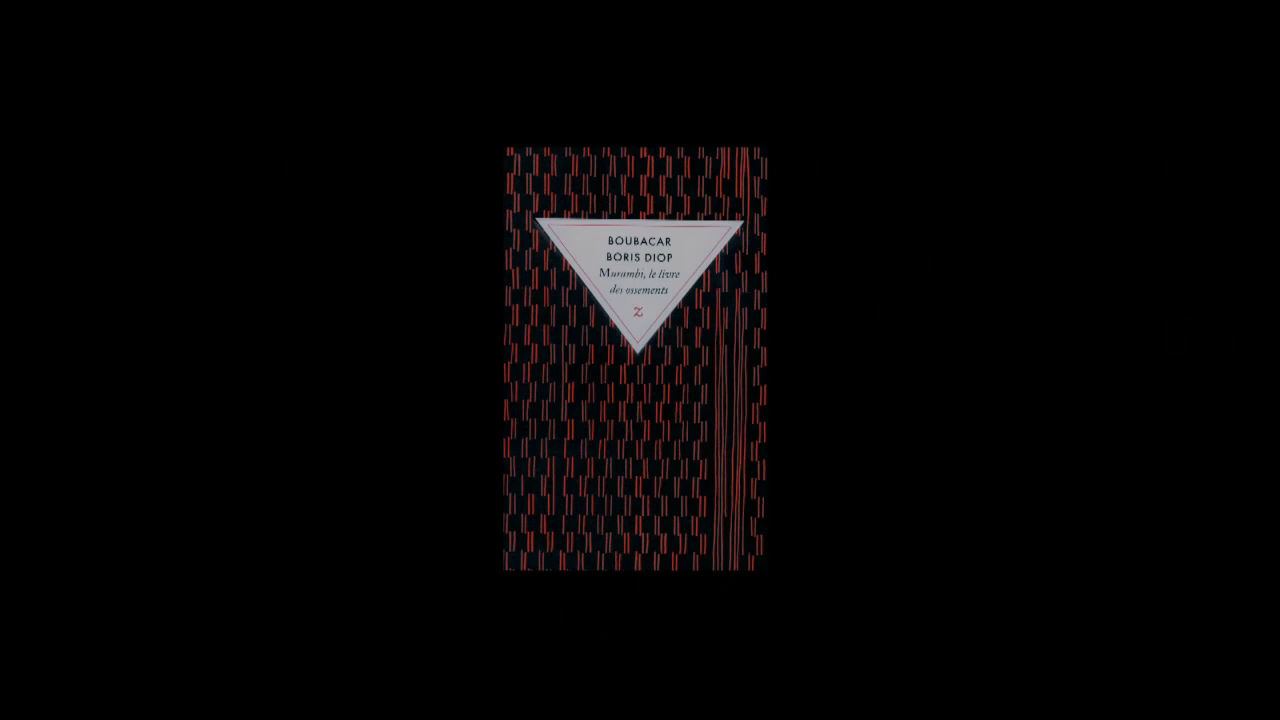 BOUBACAR
BORIS DIOP
Murambi, le livre
des ossements
Z